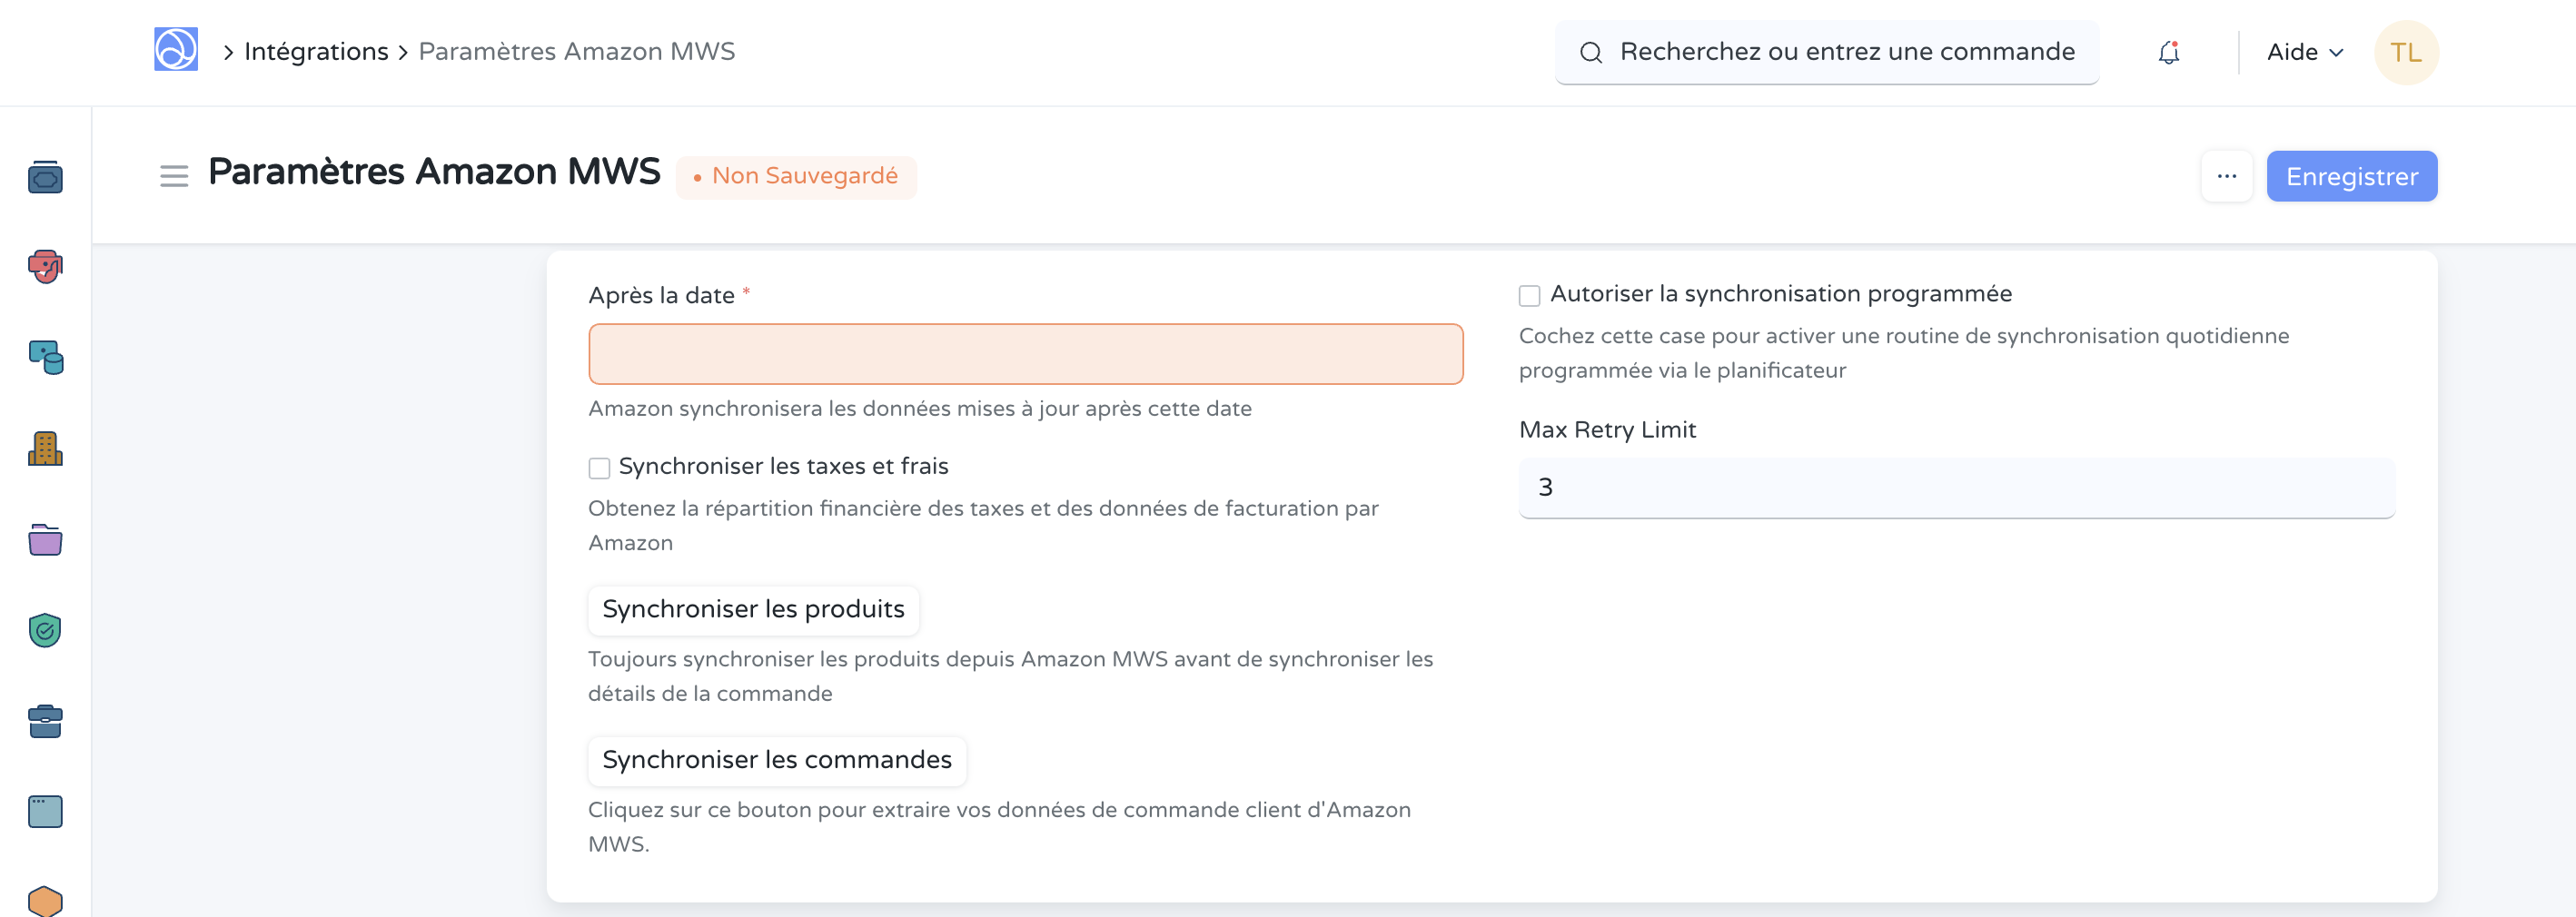 Intégrations
Paramètres Amazon MWS
Recherchez ou entrez une commande
Aide
TL
Paramètres Amazon MWS
Non Sauvegardé
Enregistrer
Après la date *
Amazon synchronisera les données mises à jour après cette date
Synchroniser les taxes et frais
Obtenez la répartition financière des taxes et des données de facturation par
Amazon
Synchroniser les produits
Toujours synchroniser les produits depuis Amazon MWS avant de synchroniser les
détails de la commande
Synchroniser les commandes
Cliquez sur ce bouton pour extraire vos données de commande client d'Amazon
MWS.
Autoriser la synchronisation programmée
Cochez cette case pour activer une routine de synchronisation quotidienne
programmée via le planificateur
Max Retry Limit
3